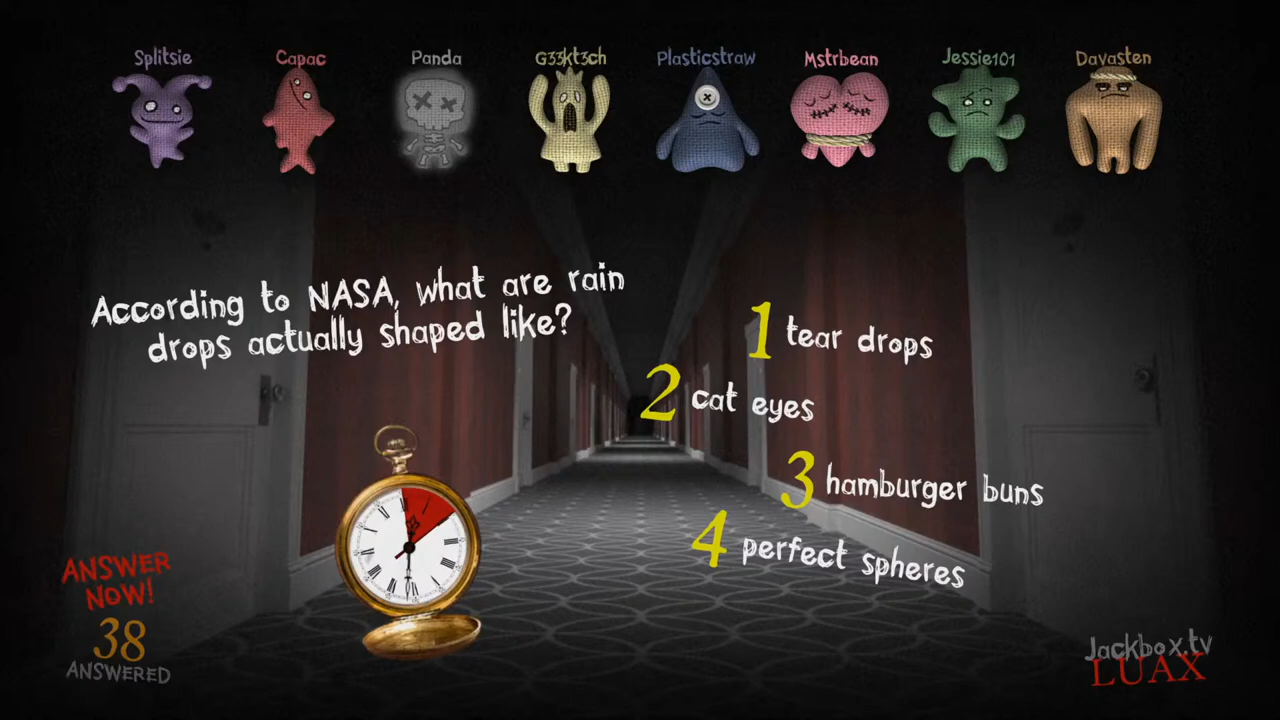 Splitsie
Capac
Panda
G33kt3ch
Plasticstraw
Mstrbean
Jessie101
Davasten
According to NASA, what are rain
drops actually shaped like?
1 tear drops
2 cat eyes
3 hamburger buns
4 perfect spheres
ANSWER
NOW!
38
ANSWERED
Jackbox.tv
LUAX